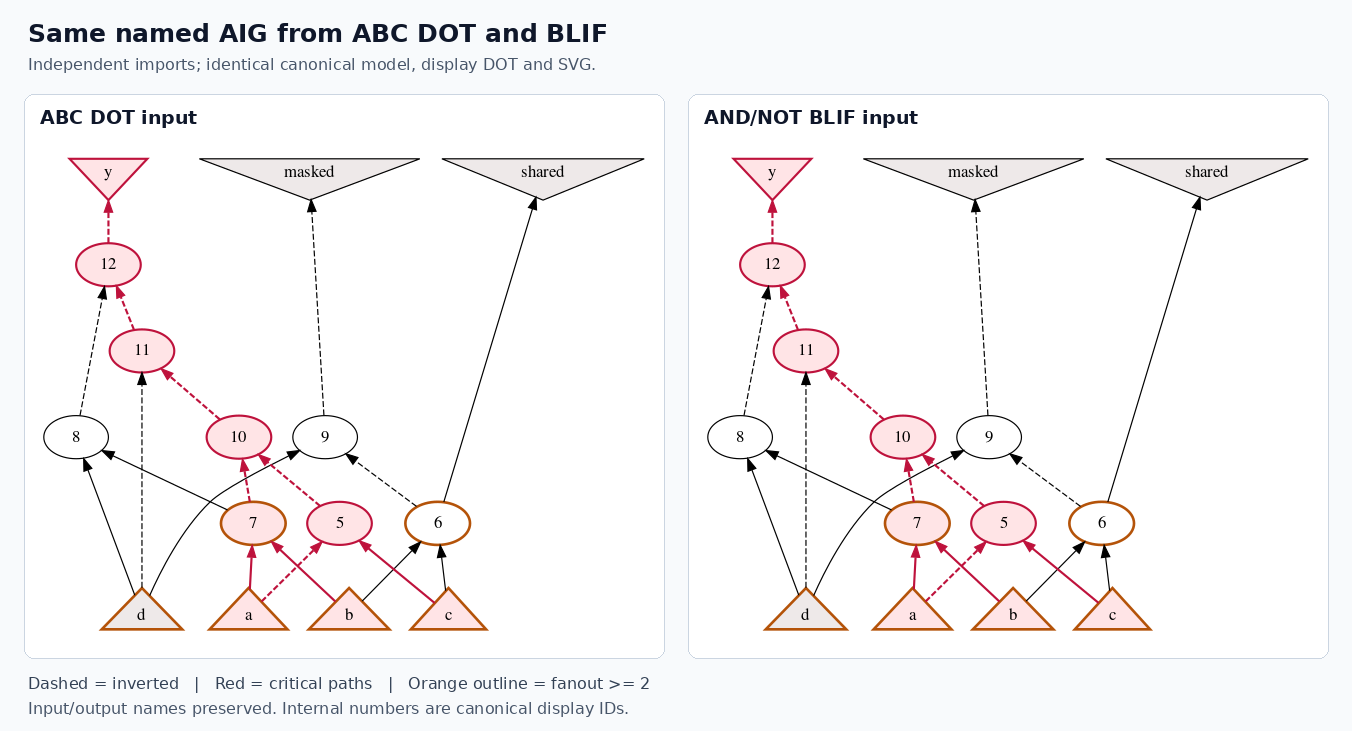 Same named AIG from ABC DOT and BLIF
Independent imports; identical canonical model, display DOT and SVG.
ABC DOT input
y
masked
shared
12
11
8
10
9
7
5
6
d
a
b
c
AND/NOT BLIF input
y
masked
shared
12
11
8
10
9
7
5
6
d
a
b
c
Dashed = inverted | Red = critical paths | Orange outline = fanout >= 2
Input/output names preserved. Internal numbers are canonical display IDs.